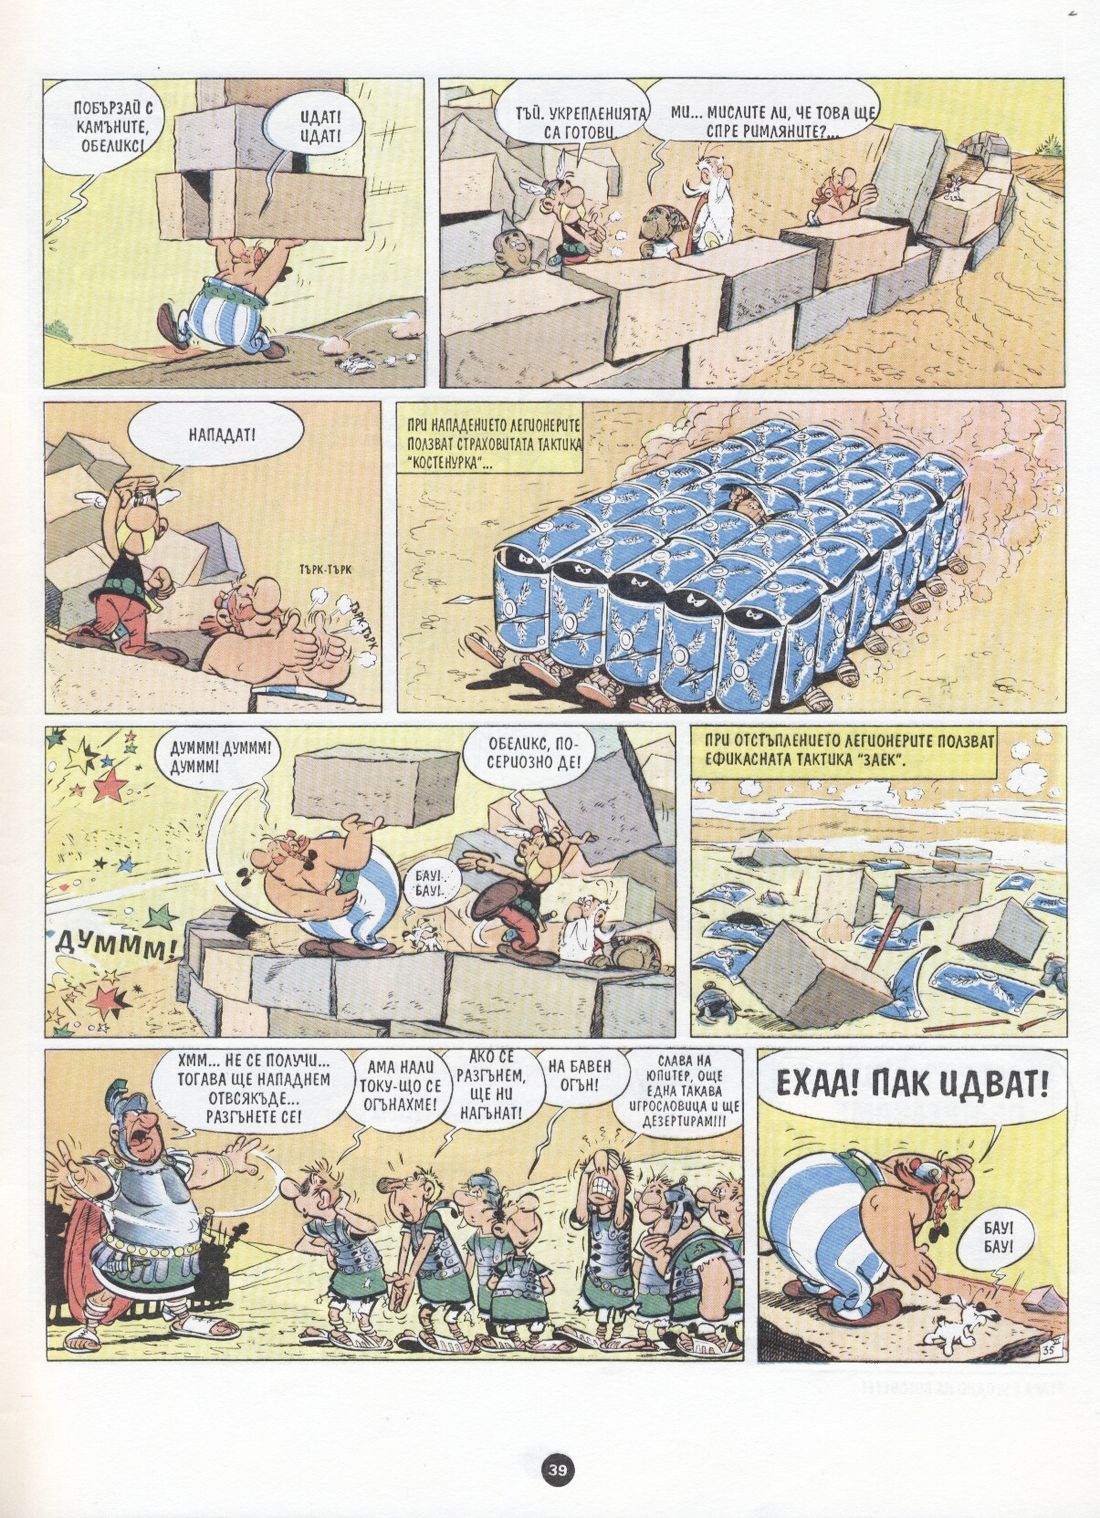 ПОБЪРЗАЙ С
КАМЪНИТЕ,
ОБЕЛИКС!
ИДАТ!
ИДАТ!
ТЪЙ. УКРЕПЛЕНИЯТА
СА ГОТОВИ.
МИ... МИСЛИТЕ ЛИ, ЧЕ ТОВА ЩЕ
СПРЕ РИМЛЯНИТЕ?...
НАПАДАТ!
ТЪРК-ТЪРК
ТЪРК-ТЪРК
ПРИ НАПАДЕНИЕТО ЛЕГИОНЕРИТЕ
ПОЛЗВАТ СТРАХОВИТАТА ТАКТИКА
"КОСТЕНУРКА"...
ДУМММ! ДУМММ!
ДУМММ!
ДУМММ!
ОБЕЛИКС, ПО-
СЕРИОЗНО ДЕ!
БАУ!
БАУ!
ПРИ ОТСТЪПЛЕНИЕТО ЛЕГИОНЕРИТЕ ПОЛЗВАТ
ЕФИКАСНАТА ТАКТИКА "ЗАЕК".
ХММ... НЕ СЕ ПОЛУЧИ...
ТОГАВА ЩЕ НАПАДНЕМ
ОТВСЯКЪДЕ...
РАЗГЪНЕТЕ СЕ!
АМА НАЛИ
ТОКУ-ЩО СЕ
ОГЪНАХМЕ!
АКО СЕ
РАЗГЪНЕМ,
ЩЕ НИ
НАГЪНАТ!
НА БАВЕН
ОГЪН!
СЛАВА НА
ЮПИТЕР, ОЩЕ
ЕДНА ТАКАВА
ИГРОСЛОВИЦА И ЩЕ
ДЕЗЕРТИРАМ!!!
ЕХАА! ПАК ИДВАТ!
БАУ!
БАУ!
35
39